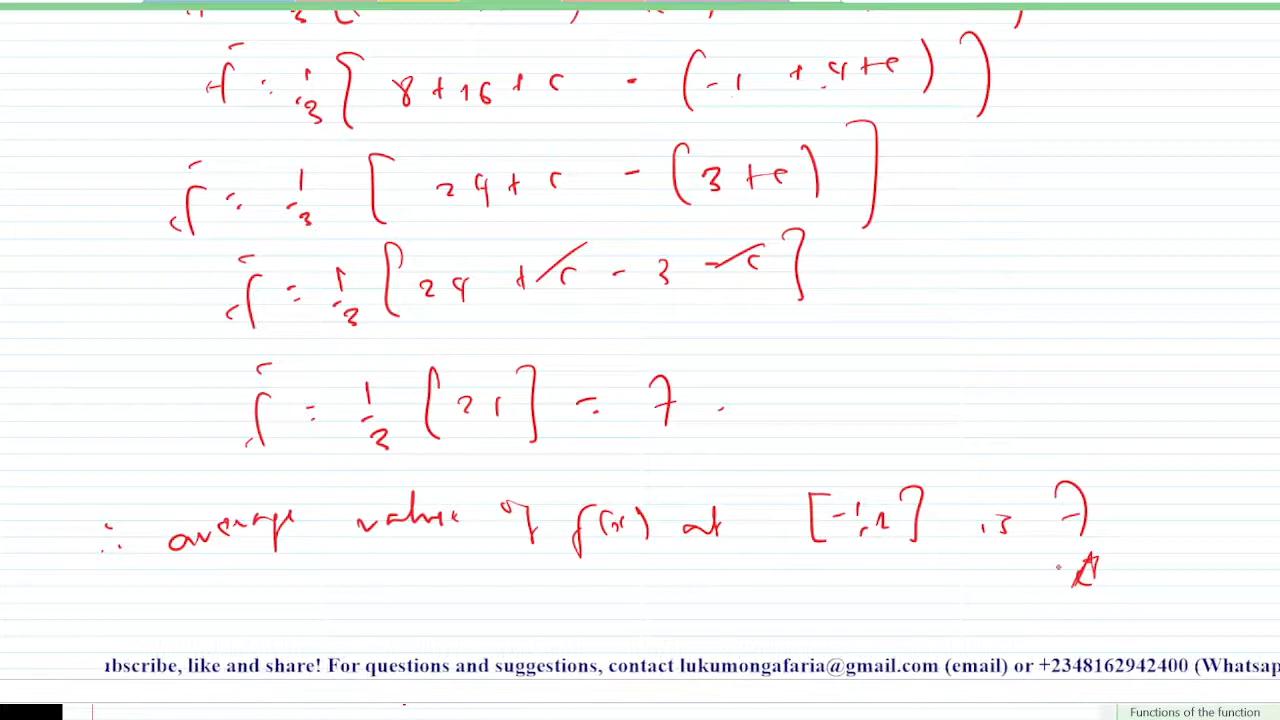 f̄ = 1/3 [ 8 + 16 + c - (-1 + 4 + c) ]
f̄ = 1/3 [ 24 + c - (3 + c) ]
f̄ = 1/3 [ 24 + c - 3 - c ]
f̄ = 1/3 [ 21 ] = 7
∴ average value of f(x) at [-1, 2] is 7
ubscribe, like and share! For questions and suggestions, contact lukumongafaria@gmail.com (email) or +2348162942400 (Whatsap
Functions of the function